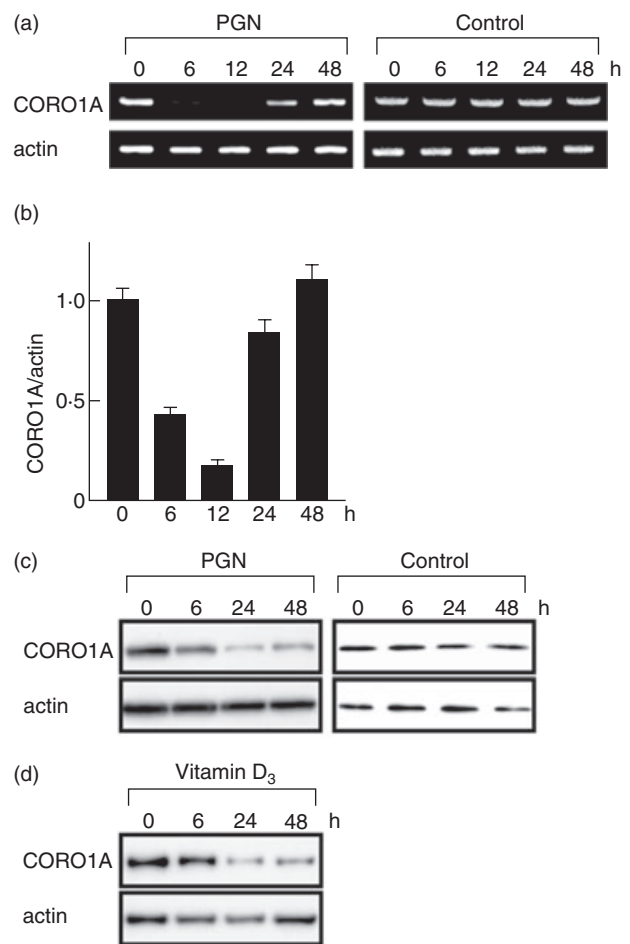 (a)
PGN Control
0 6 12 24 48 0 6 12 24 48 h
CORO1A
actin
(b)
1·0
0·5
0
CORO1A/actin
0 6 12 24 48 h
(c)
PGN Control
0 6 24 48 0 6 24 48 h
CORO1A
actin
(d)
Vitamin D₃
0 6 24 48 h
CORO1A
actin